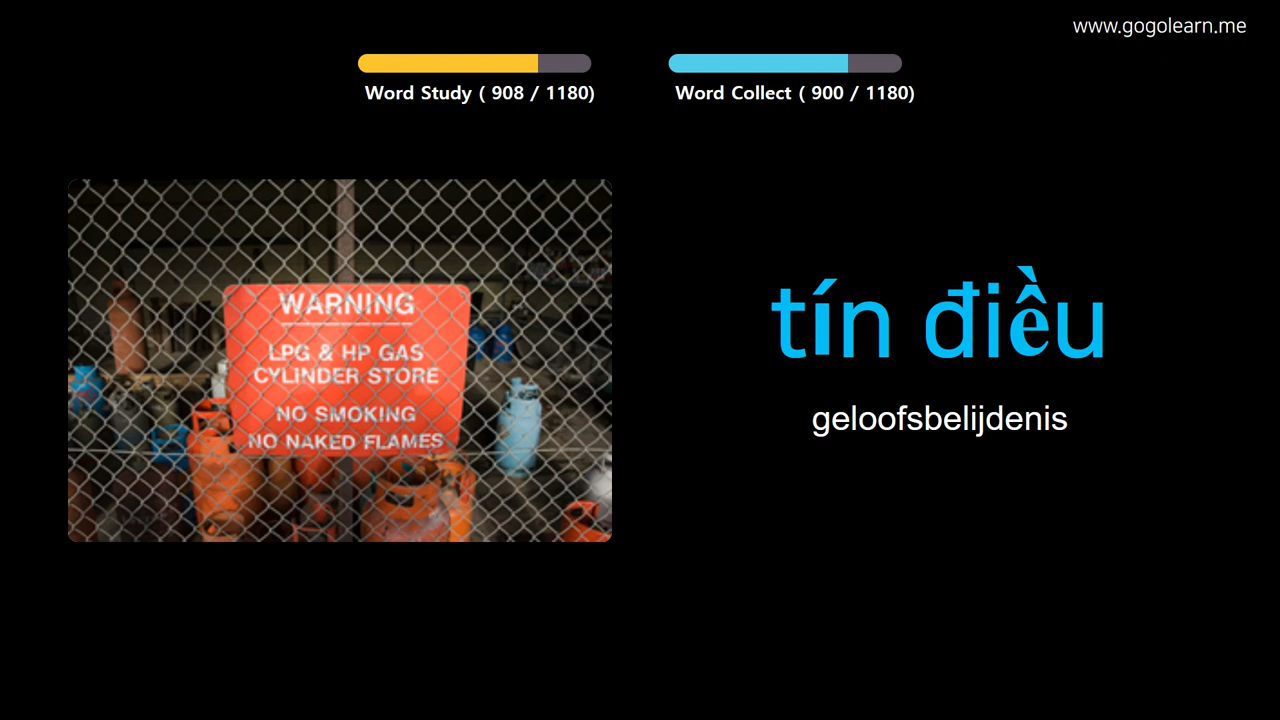 www.gogolearn.me
Word Study ( 908 / 1180)
Word Collect ( 900 / 1180)
WARNING
LPG & HP GAS
CYLINDER STORE
NO SMOKING
NO NAKED FLAMES
tín điều
geloofsbelijdenis